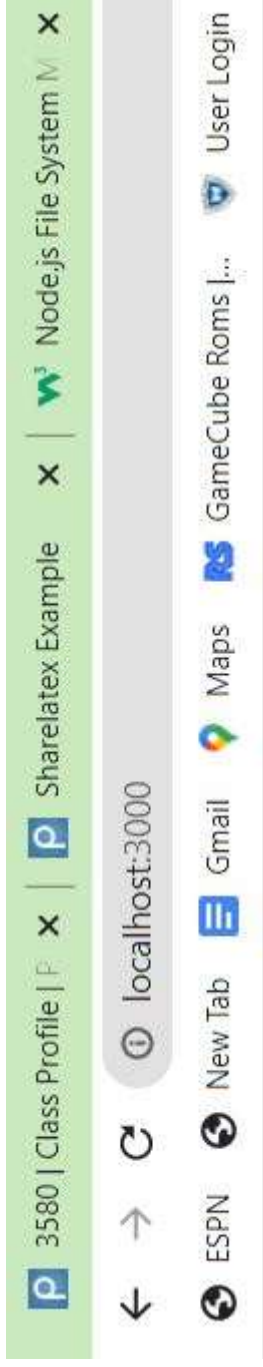 3580 | Class Profile | P Sharelatex Example Node.js File System M
localhost:3000
ESPN New Tab Gmail Maps GameCube Roms |... User Login